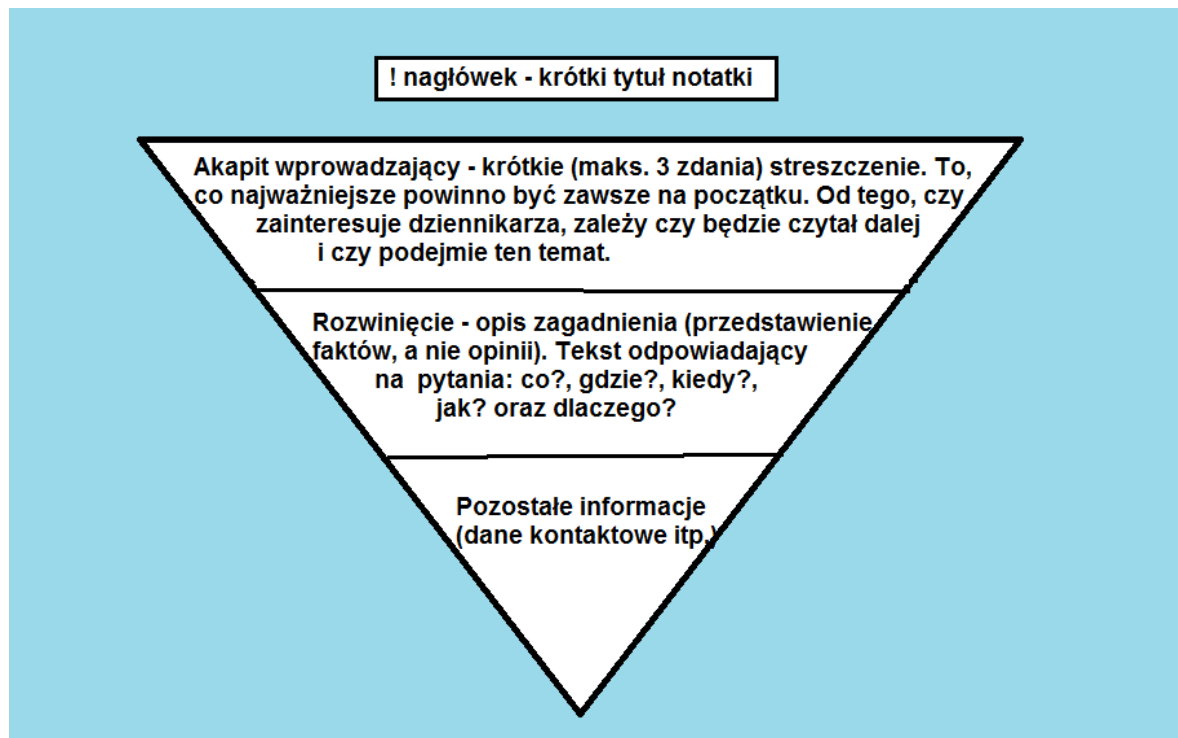 ! nagłówek - krótki tytuł notatki
Akapit wprowadzający - krótkie (maks. 3 zdania) streszczenie. To,
co najważniejsze powinno być zawsze na początku. Od tego, czy
zainteresuje dziennikarza, zależy czy będzie czytał dalej
i czy podejmie ten temat.
Rozwinięcie - opis zagadnienia (przedstawienie
faktów, a nie opinii). Tekst odpowiadający
na pytania: co?, gdzie?, kiedy?,
jak? oraz dlaczego?
Pozostałe informacje
(dane kontaktowe itp.)